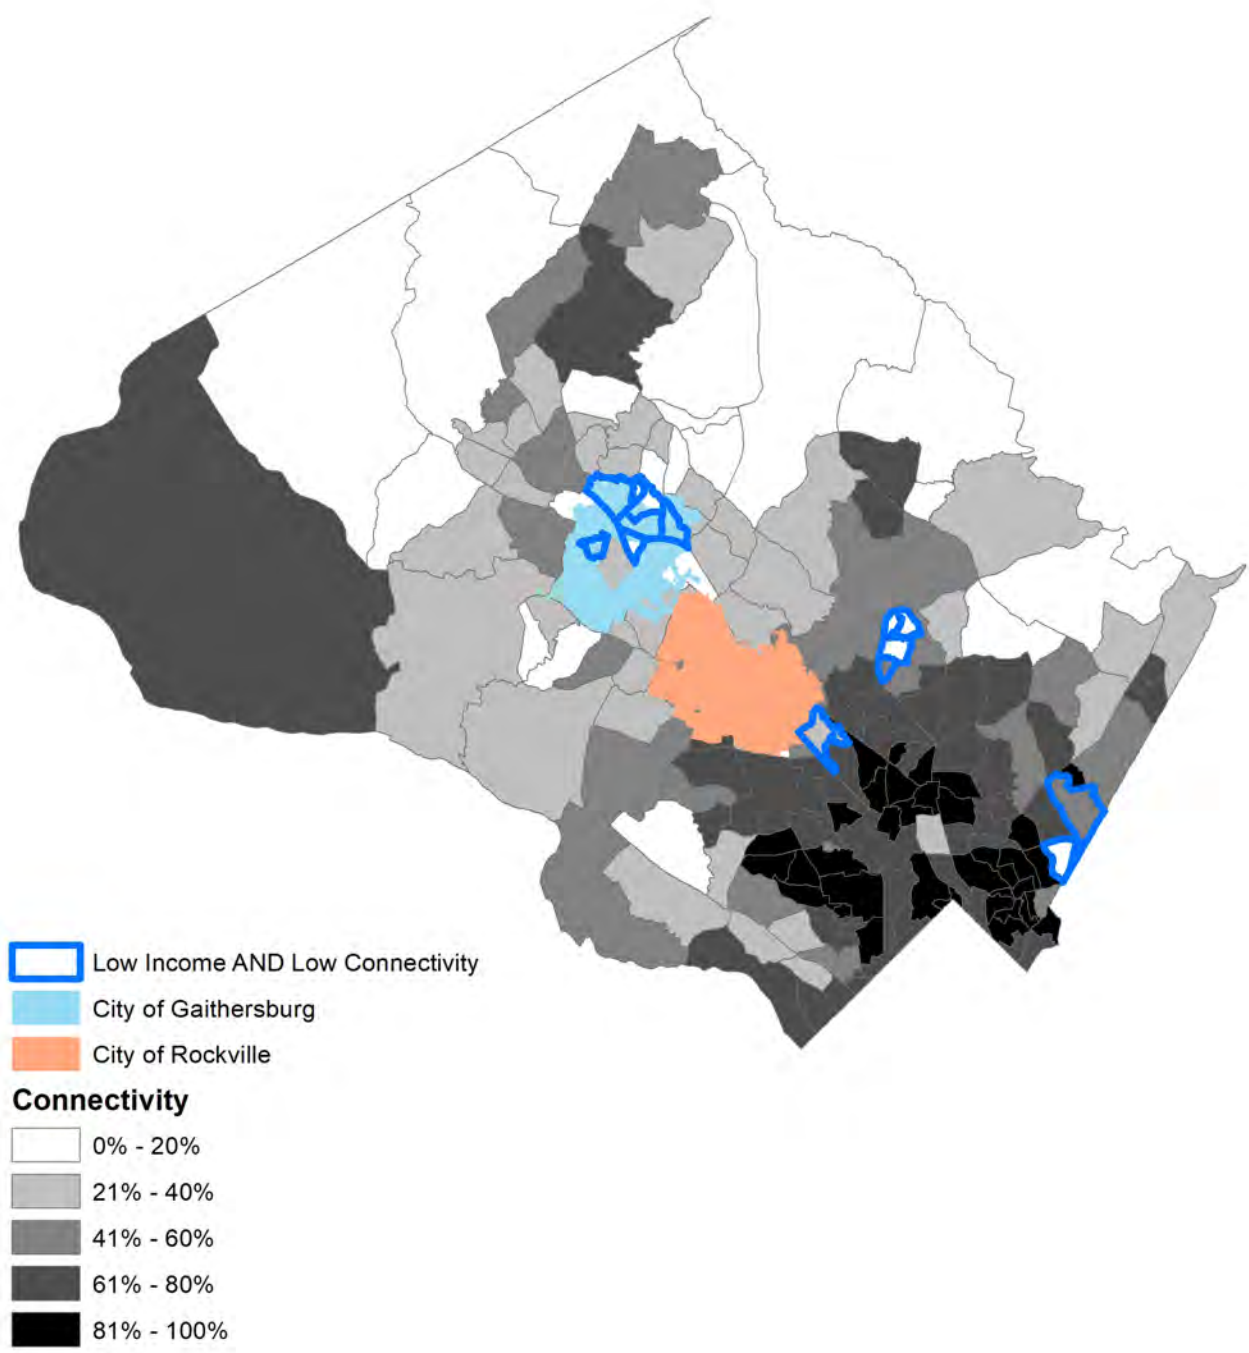 Low Income AND Low Connectivity
City of Gaithersburg
City of Rockville
Connectivity
0% - 20%
21% - 40%
41% - 60%
61% - 80%
81% - 100%